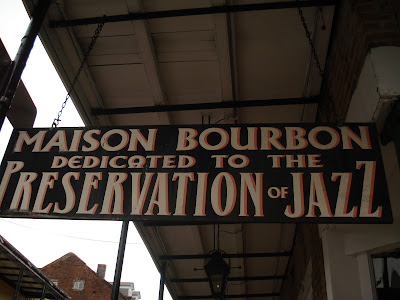 MAISON BOURBON
DEDICATED TO THE
PRESERVATION OF JAZZ